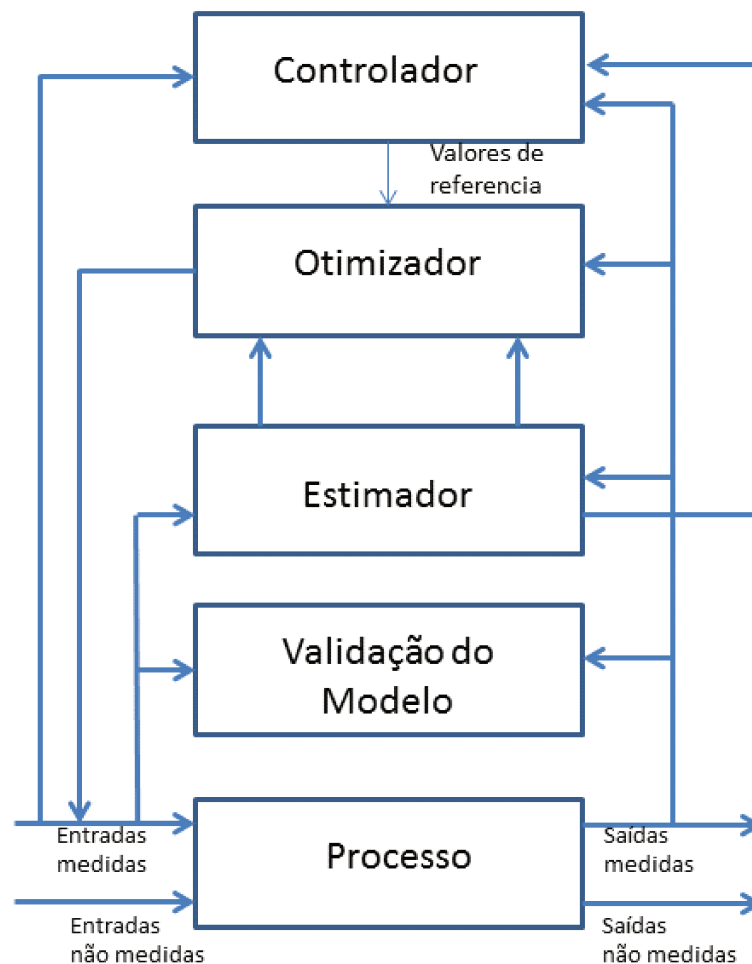 Controlador
Valores de
referencia
Otimizador
Estimador
Validação do
Modelo
Entradas
medidas
Processo
Saídas
medidas
Entradas
não medidas
Saídas
não medidas